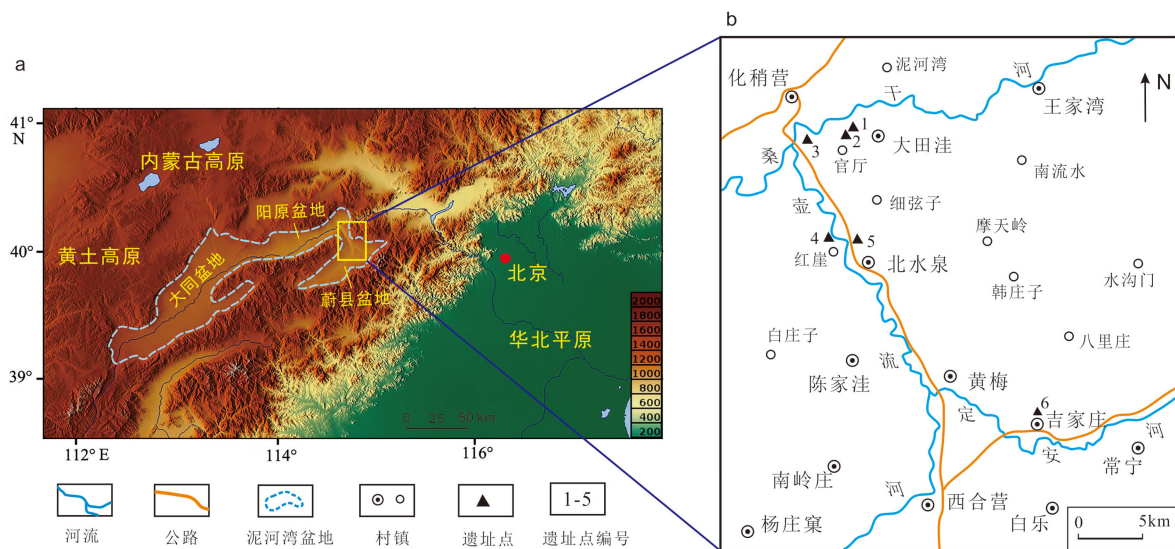 a
41°
N
40°
39°
112°E
114°
116°
内蒙古高原
阳原盆地
黄土高原
大同盆地
蔚县盆地
北京
华北平原
2000
1800
1600
1400
1200
1000
800
600
400
200
0 25 50km
河流
公路
泥河湾盆地
村镇
遗址点
1-5
遗址点编号
b
泥河湾
河
N
化稍营
干
王家湾
1
2
3
大田洼
官厅
桑
南流水
细弦子
壶
摩天岭
4
5
红崖
北水泉
水沟门
韩庄子
白庄子
八里庄
流
陈家洼
黄梅
6
定
吉家庄
河
安
常宁
南岭庄
河
西合营
白乐
杨庄窠
0 5km